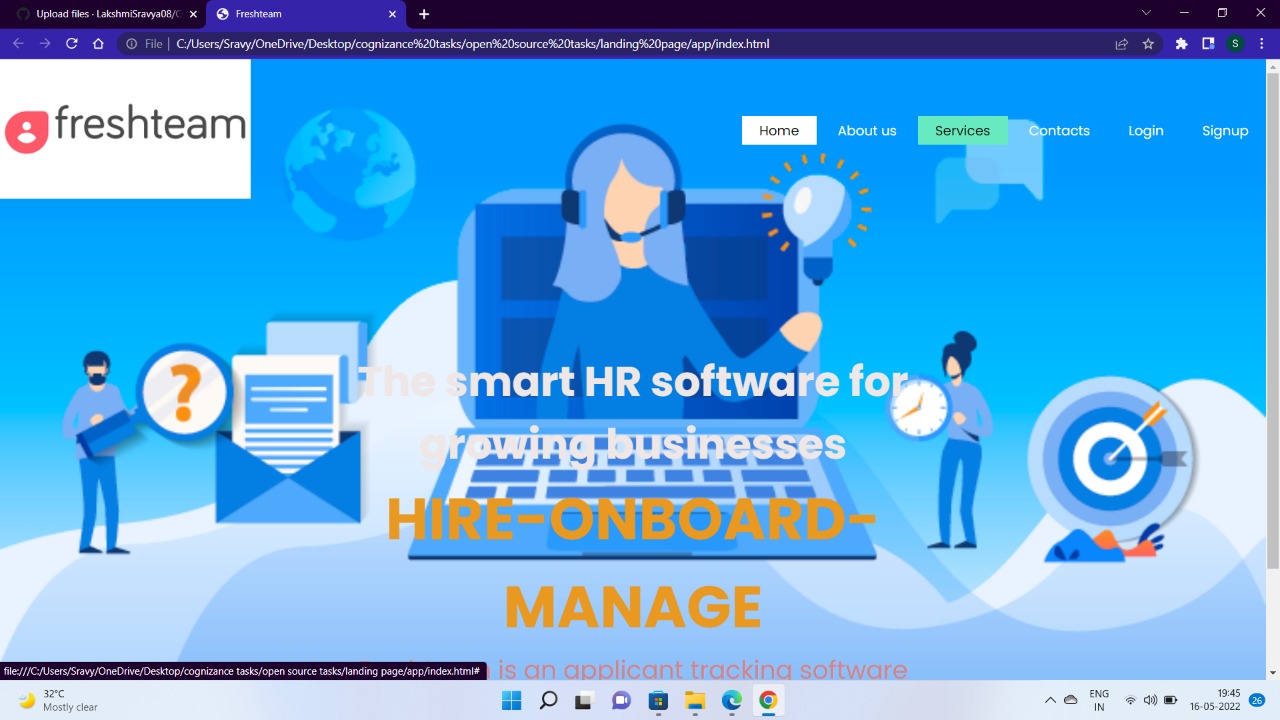 Upload files · LakshmiSravya08/C
Freshteam
File
C:/Users/Sravy/OneDrive/Desktop/cognizance%20tasks/open%20source%20tasks/landing%20page/app/index.html
S
freshteam
Home
About us
Services
Contacts
Login
Signup
?
The smart HR software for
growing businesses
HIRE-ONBOARD-
MANAGE
is an applicant tracking software
file:///C:/Users/Sravy/OneDrive/Desktop/cognizance tasks/open source tasks/landing page/app/index.html#
32°C
Mostly clear
ENG
IN
19:45
16-05-2022
26